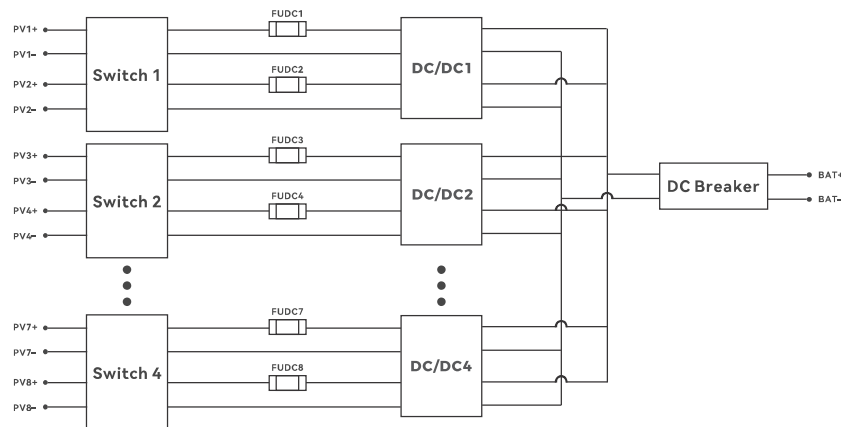 FUDC1
PV1+
PV1-
Switch 1
DC/DC1
FUDC2
PV2+
PV2-
FUDC3
PV3+
PV3-
Switch 2
DC/DC2
FUDC4
PV4+
PV4-
DC Breaker
BAT+
BAT-
FUDC7
PV7+
PV7-
Switch 4
DC/DC4
FUDC8
PV8+
PV8-